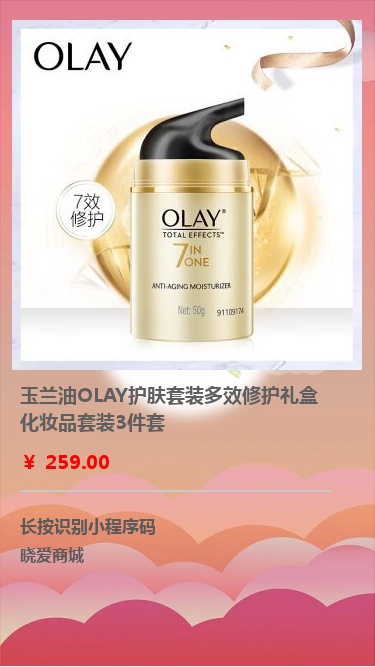 OLAY
7效
修护
OLAY®
TOTAL EFFECTS™
7 IN ONE
ANTI-AGING MOISTURIZER
Net: 50g 91109174
玉兰油OLAY护肤套装多效修护礼盒
化妆品套装3件套
¥ 259.00
长按识别小程序码
晓爱商城